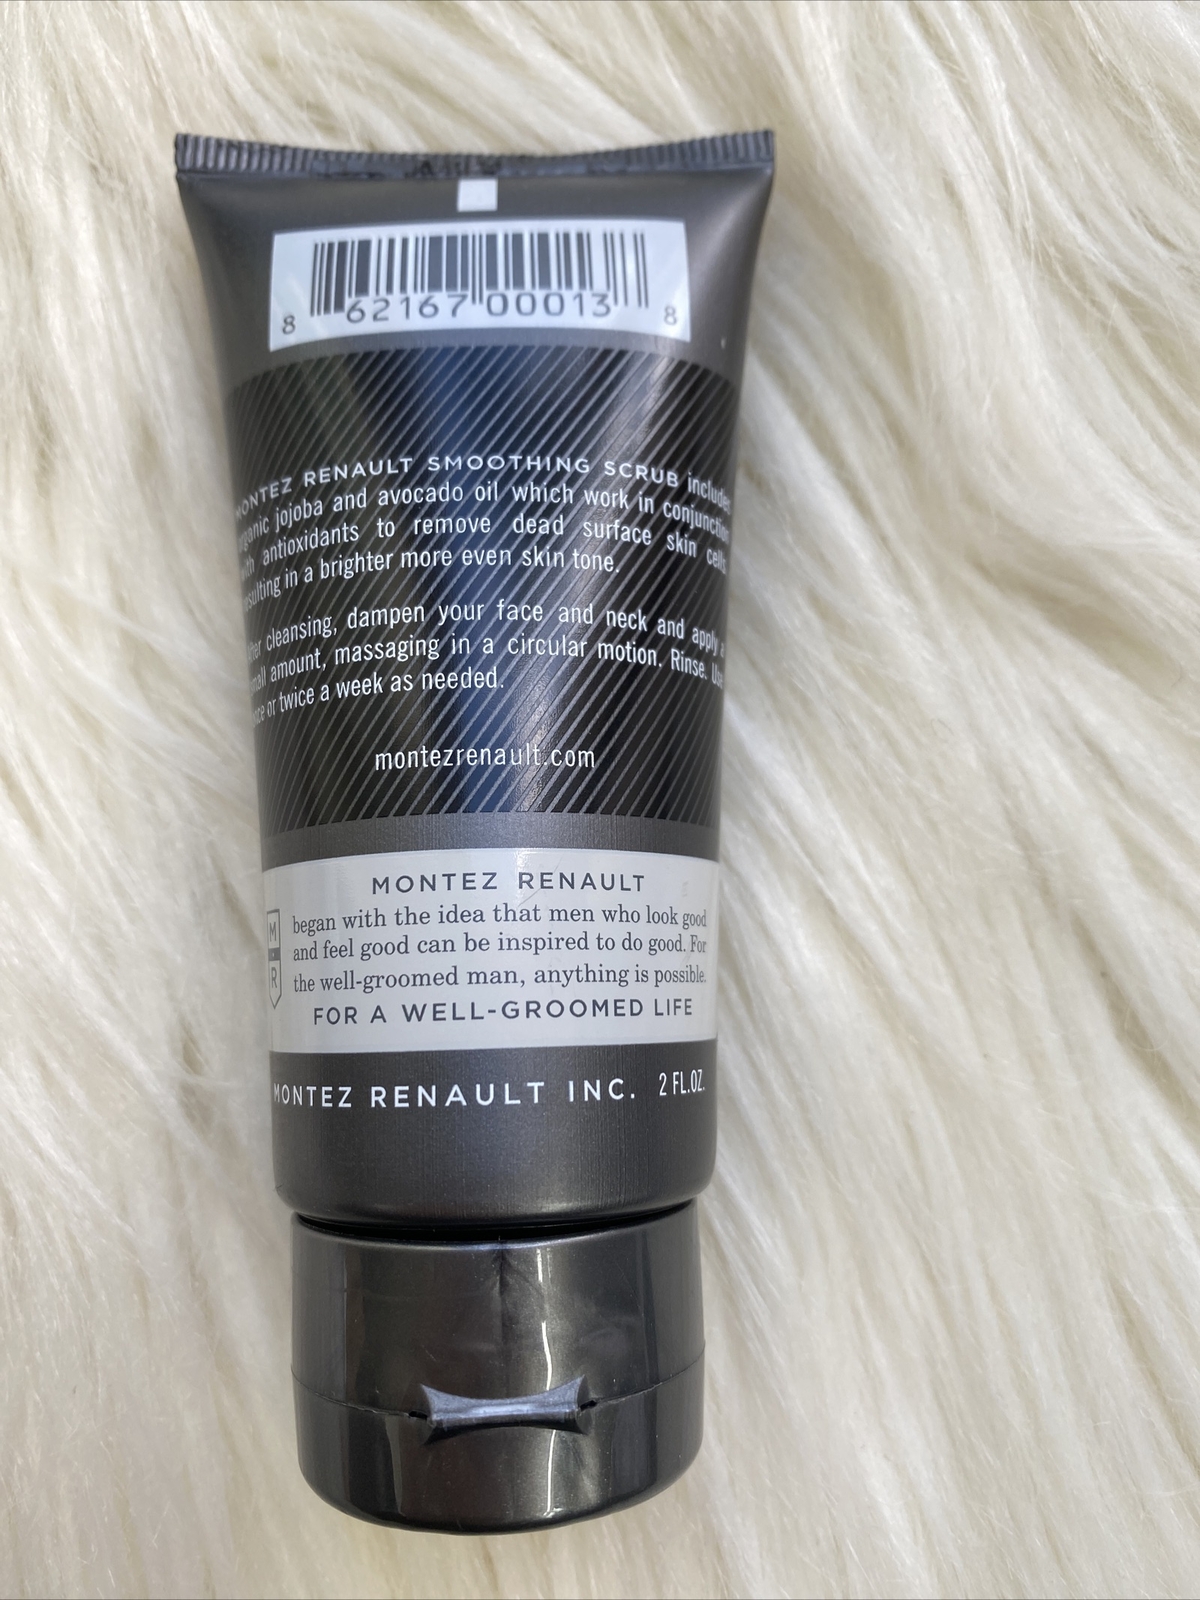 8 62167 00013 8
MONTEZ RENAULT SMOOTHING SCRUB includes
organic jojoba and avocado oil which work in conjunction
with antioxidants to remove dead surface skin cells,
resulting in a brighter more even skin tone.
After cleansing, dampen your face and neck and apply a
small amount, massaging in a circular motion. Rinse. Use
once or twice a week as needed.
montezrenault.com
MONTEZ RENAULT
began with the idea that men who look good
and feel good can be inspired to do good. For
the well-groomed man, anything is possible.
FOR A WELL-GROOMED LIFE
M
R
MONTEZ RENAULT INC. 2 FL.OZ.